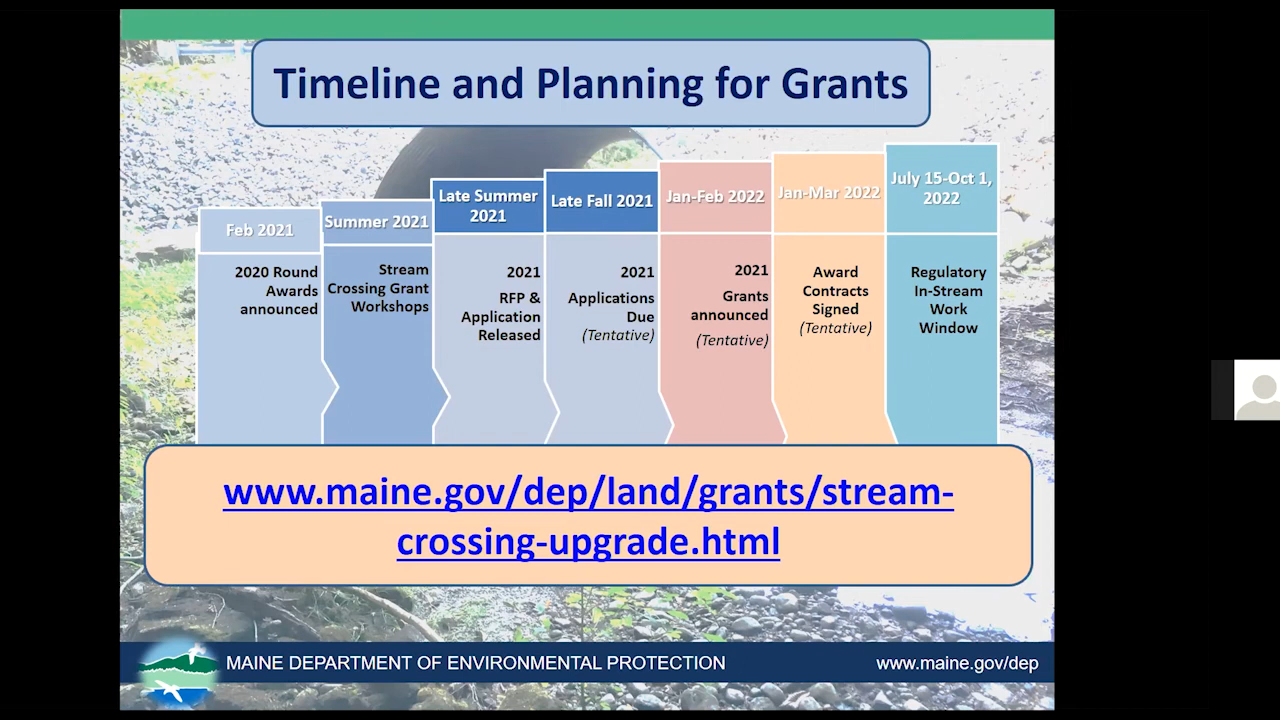 Timeline and Planning for Grants
Feb 2021
2020 Round
Awards
announced
Summer 2021
Stream
Crossing Grant
Workshops
Late Summer
2021
2021
RFP &
Application
Released
Late Fall 2021
2021
Applications
Due
(Tentative)
Jan-Feb 2022
2021
Grants
announced
(Tentative)
Jan-Mar 2022
Award
Contracts
Signed
(Tentative)
July 15-Oct 1,
2022
Regulatory
In-Stream
Work
Window
www.maine.gov/dep/land/grants/stream-
crossing-upgrade.html
MAINE DEPARTMENT OF ENVIRONMENTAL PROTECTION
www.maine.gov/dep